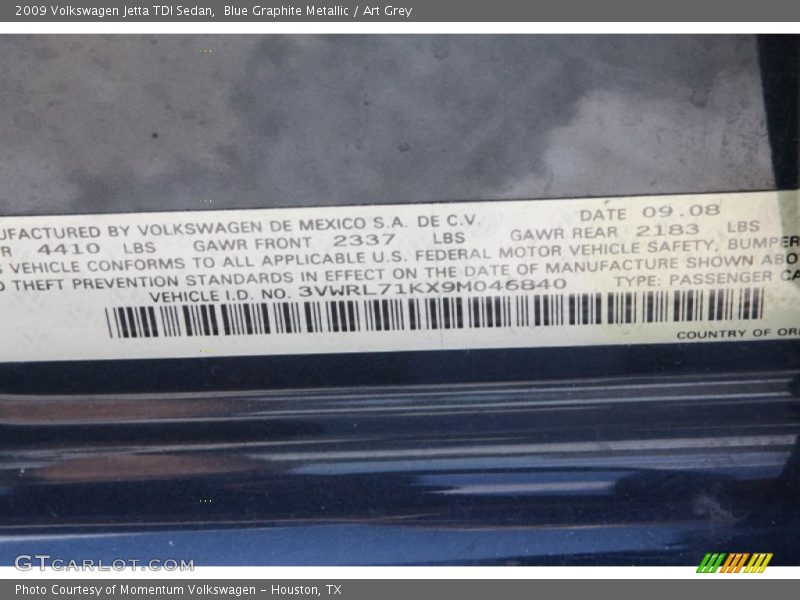 2009 Volkswagen Jetta TDI Sedan, Blue Graphite Metallic / Art Grey
UFACTURED BY VOLKSWAGEN DE MEXICO S.A. DE C.V. DATE 09.08
R 4410 LBS GAWR FRONT 2337 LBS GAWR REAR 2183 LBS
S VEHICLE CONFORMS TO ALL APPLICABLE U.S. FEDERAL MOTOR VEHICLE SAFETY, BUMPER
D THEFT PREVENTION STANDARDS IN EFFECT ON THE DATE OF MANUFACTURE SHOWN ABO
VEHICLE I.D. NO. 3VWRL71KX9M046840 TYPE: PASSENGER CA
COUNTRY OF ORI
GTCARLOT.COM
Photo Courtesy of Momentum Volkswagen - Houston, TX